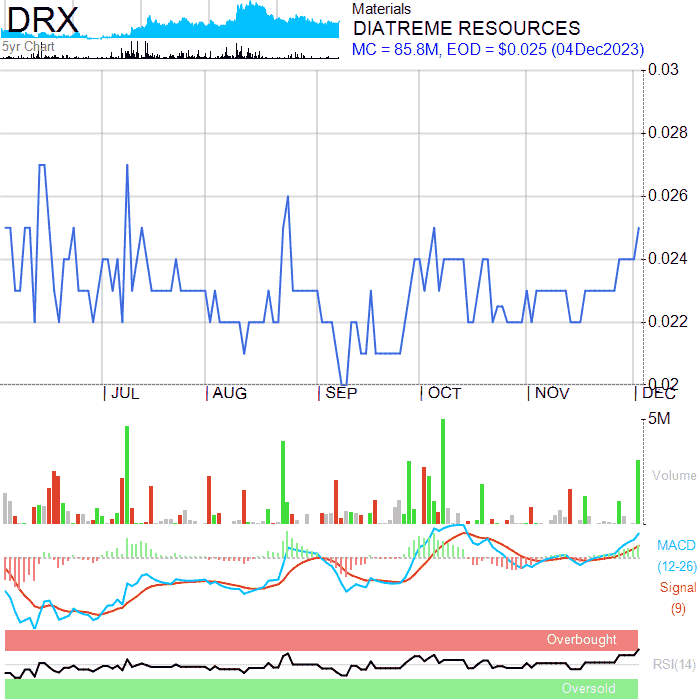 DRX
5yr Chart
Materials
DIATREME RESOURCES
MC = 85.8M, EOD = $0.025 (04Dec2023)
0.03
0.028
0.026
0.024
0.022
0.02
JUL
AUG
SEP
OCT
NOV
DEC
5M
Volume
MACD
(12-26)
Signal
(9)
Overbought
RSI(14)
Oversold